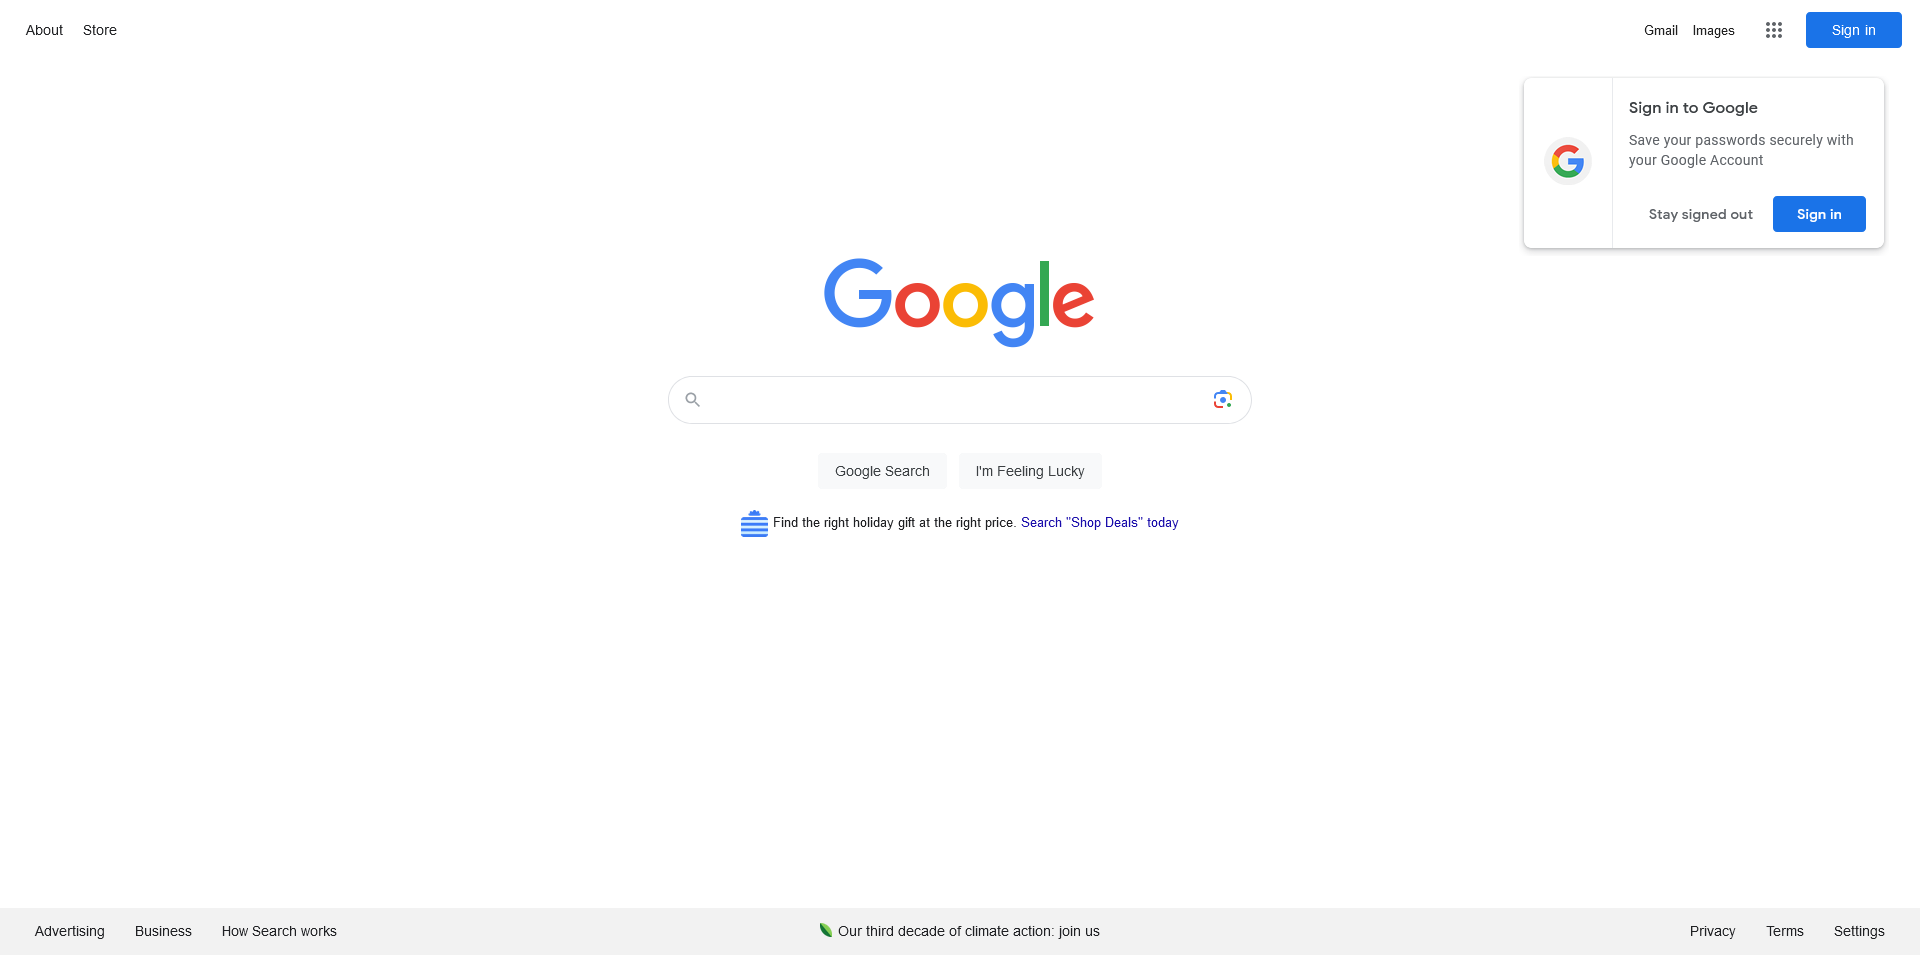 About Store
Gmail Images Sign in
Sign in to Google
Save your passwords securely with
your Google Account
Stay signed out Sign in
Google
Google Search I'm Feeling Lucky
Find the right holiday gift at the right price. Search "Shop Deals" today
Advertising Business How Search works
Our third decade of climate action: join us
Privacy Terms Settings